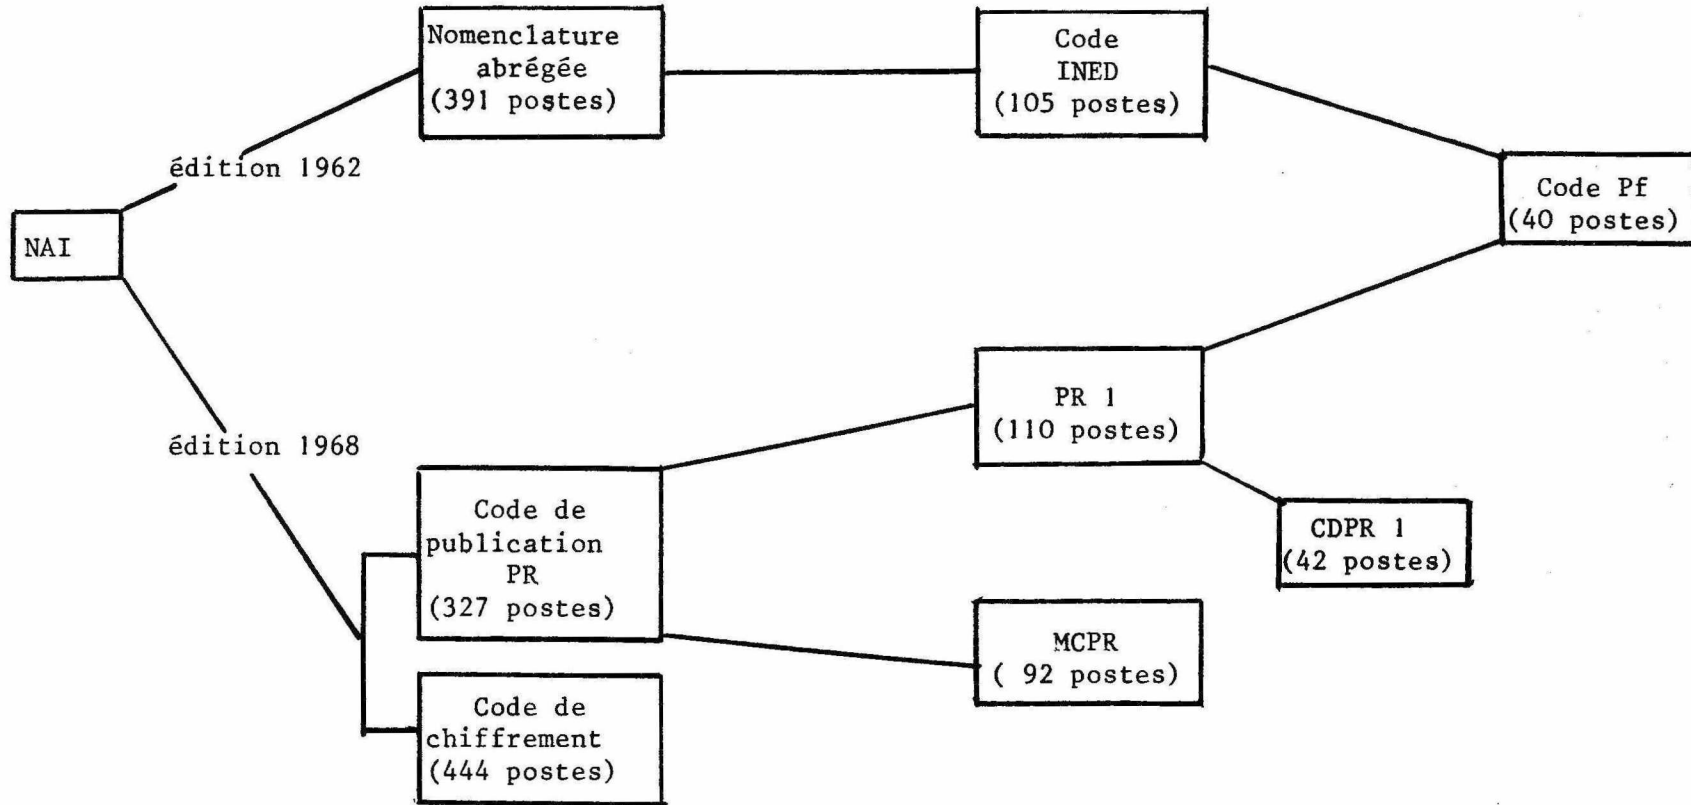 Nomenclature
abrégée
(391 postes)
Code
INED
(105 postes)
édition 1962
Code Pf
(40 postes)
NAI
PR 1
(110 postes)
édition 1968
Code de
publication
PR
(327 postes)
CDPR 1
(42 postes)
MCPR
( 92 postes)
Code de
chiffrement
(444 postes)